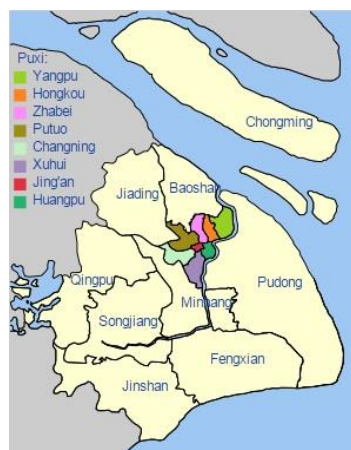 Puxi:
Yangpu
Hongkou
Zhabei
Putuo
Changning
Xuhui
Jing'an
Huangpu
Chongming
Baoshan
Jiading
Qingpu
Pudong
Minhang
Songjiang
Fengxian
Jinshan